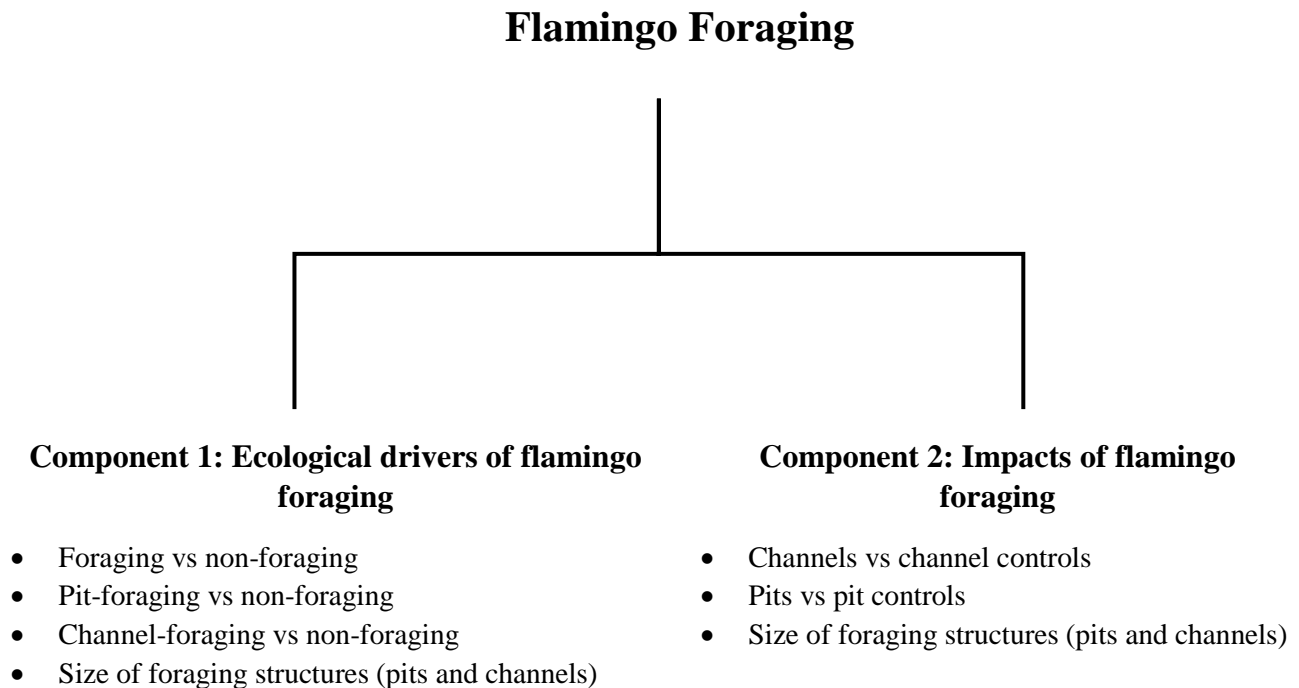 Flamingo Foraging
Component 1: Ecological drivers of flamingo
foraging
• Foraging vs non-foraging
• Pit-foraging vs non-foraging
• Channel-foraging vs non-foraging
• Size of foraging structures (pits and channels)
Component 2: Impacts of flamingo
foraging
• Channels vs channel controls
• Pits vs pit controls
• Size of foraging structures (pits and channels)